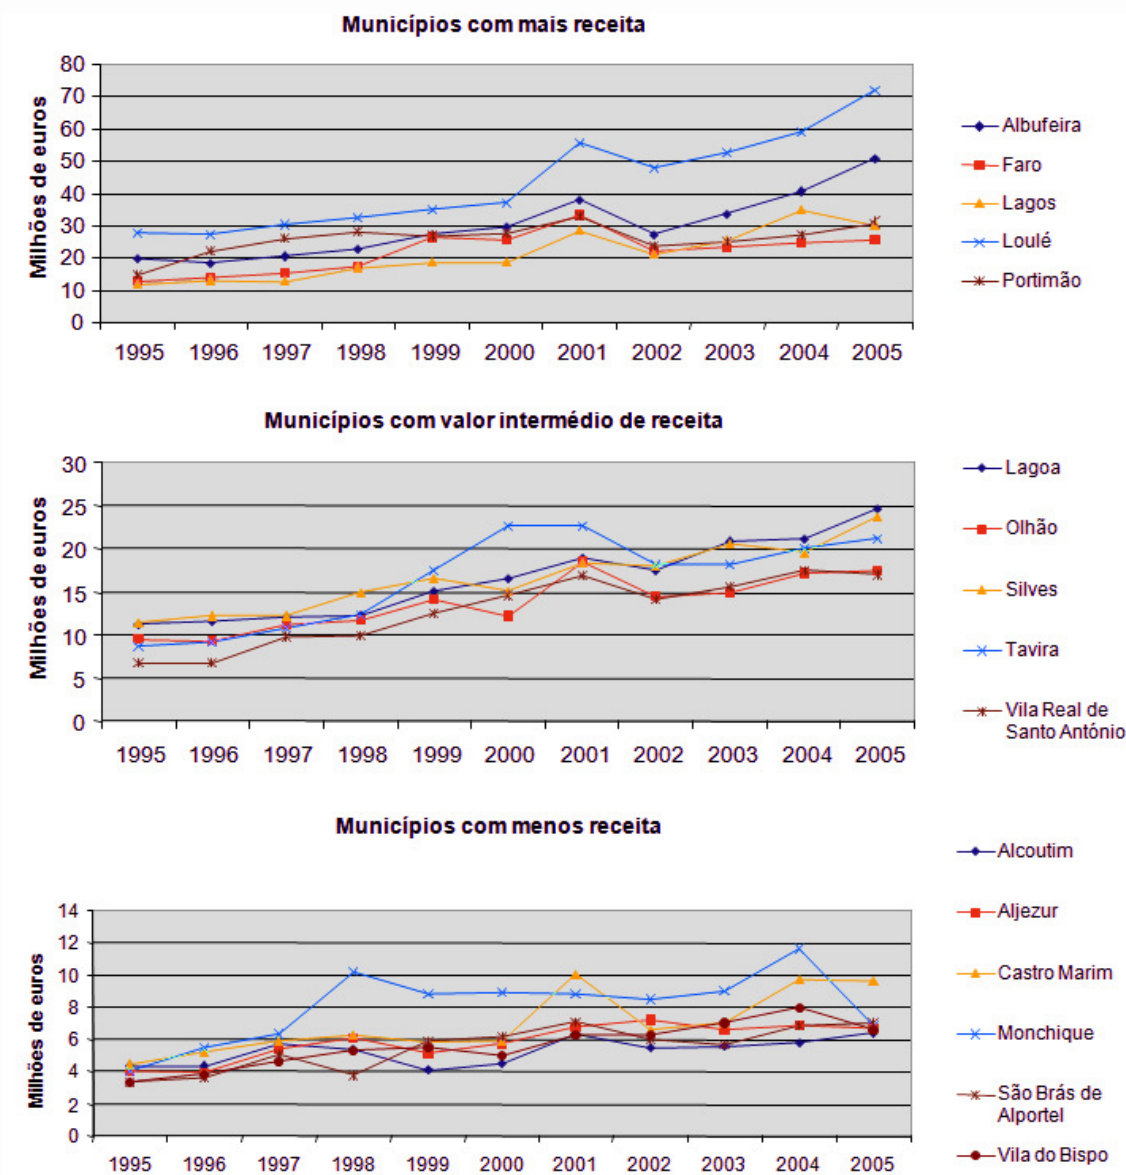 Municípios com mais receita
Milhões de euros
80
70
60
50
40
30
20
10
0
1995 1996 1997 1998 1999 2000 2001 2002 2003 2004 2005
Albufeira
Faro
Lagos
Loulé
Portimão
Municípios com valor intermédio de receita
Milhões de euros
30
25
20
15
10
5
0
1995 1996 1997 1998 1999 2000 2001 2002 2003 2004 2005
Lagoa
Olhão
Silves
Tavira
Vila Real de
Santo António
Municípios com menos receita
Milhões de euros
14
12
10
8
6
4
2
0
1995 1996 1997 1998 1999 2000 2001 2002 2003 2004 2005
Alcoutim
Aljezur
Castro Marim
Monchique
São Brás de
Alportel
Vila do Bispo